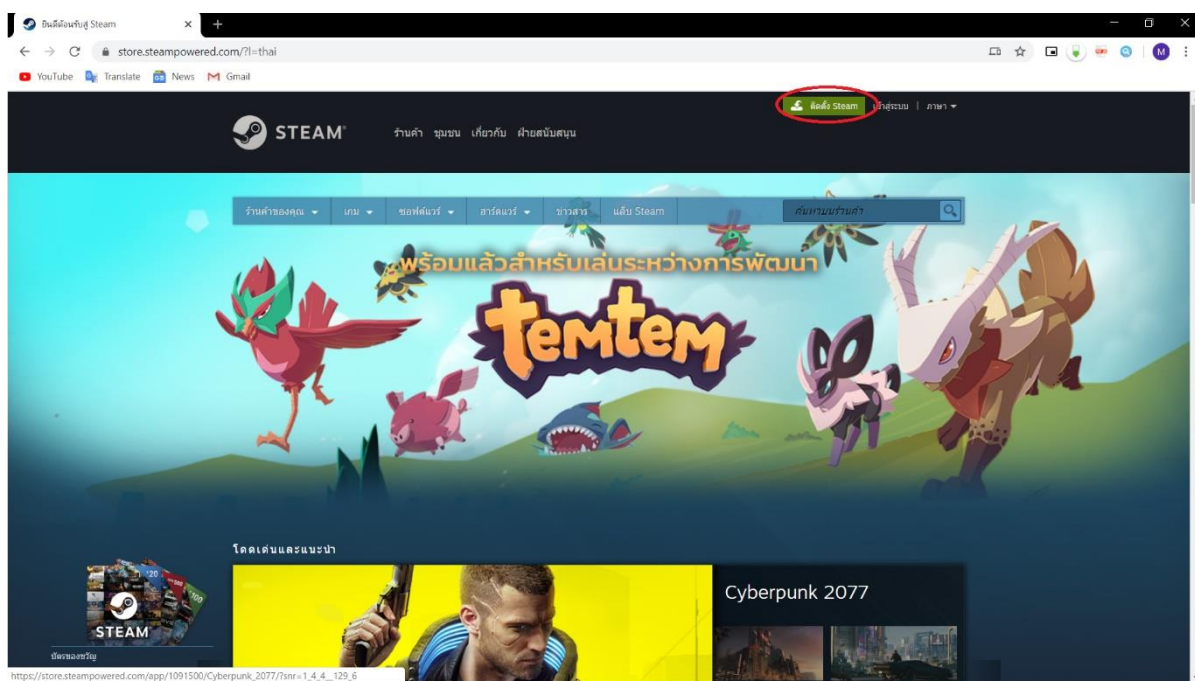 ยินดีต้อนรับสู่ Steam
store.steampowered.com/?l=thai
YouTube Translate News Gmail
ติดตั้ง Steam เข้าสู่ระบบ | ภาษา
STEAM ร้านค้า ชุมชน เกี่ยวกับ ฝ่ายสนับสนุน
ร้านค้าของคุณ เกม ซอฟต์แวร์ ฮาร์ดแวร์ ข่าวสาร แล็บ Steam ค้นหาบนร้านค้า
พร้อมแล้วสำหรับเล่นระหว่างการพัฒนา
temtem
โดดเด่นและแนะนำ
Cyberpunk 2077
STEAM
บัตรของขวัญ
https://store.steampowered.com/app/1091500/Cyberpunk_2077/?snr=1_4_4__129_6